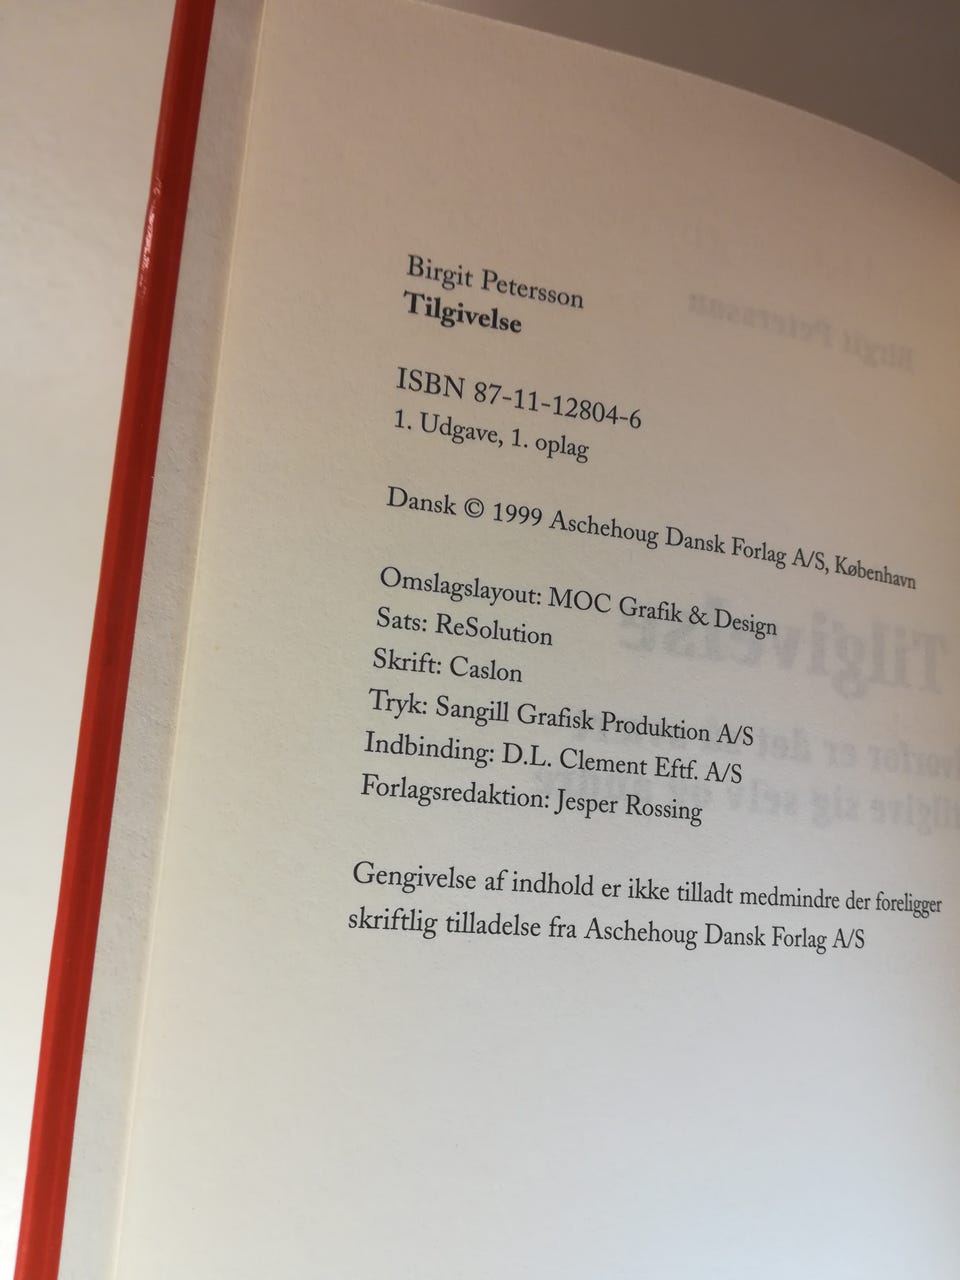 Birgit Petersson
Tilgivelse
ISBN 87-11-12804-6
1. Udgave, 1. oplag
Dansk © 1999 Aschehoug Dansk Forlag A/S, København
Omslagslayout: MOC Grafik & Design
Sats: ReSolution
Skrift: Caslon
Tryk: Sangill Grafisk Produktion A/S
Indbinding: D.L. Clement Eftf. A/S
Forlagsredaktion: Jesper Rossing
Gengivelse af indhold er ikke tilladt medmindre der foreligger
skriftlig tilladelse fra Aschehoug Dansk Forlag A/S